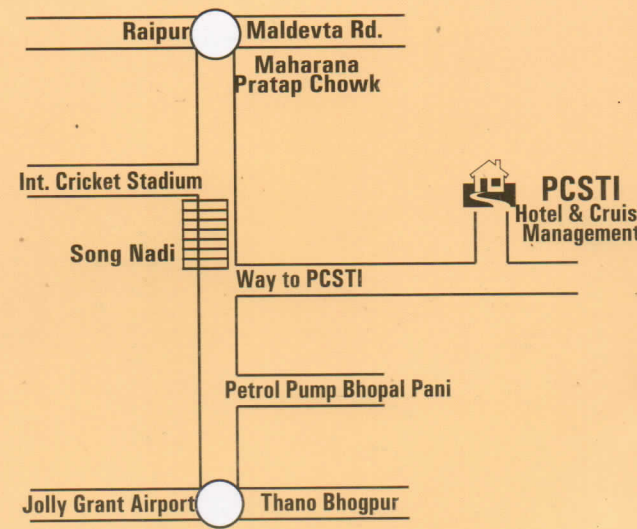 Raipur Maldevta Rd.
Maharana
Pratap Chowk
Int. Cricket Stadium
PCSTI
Hotel & Cruis
Management
Song Nadi
Way to PCSTI
Petrol Pump Bhopal Pani
Jolly Grant Airport Thano Bhogpur